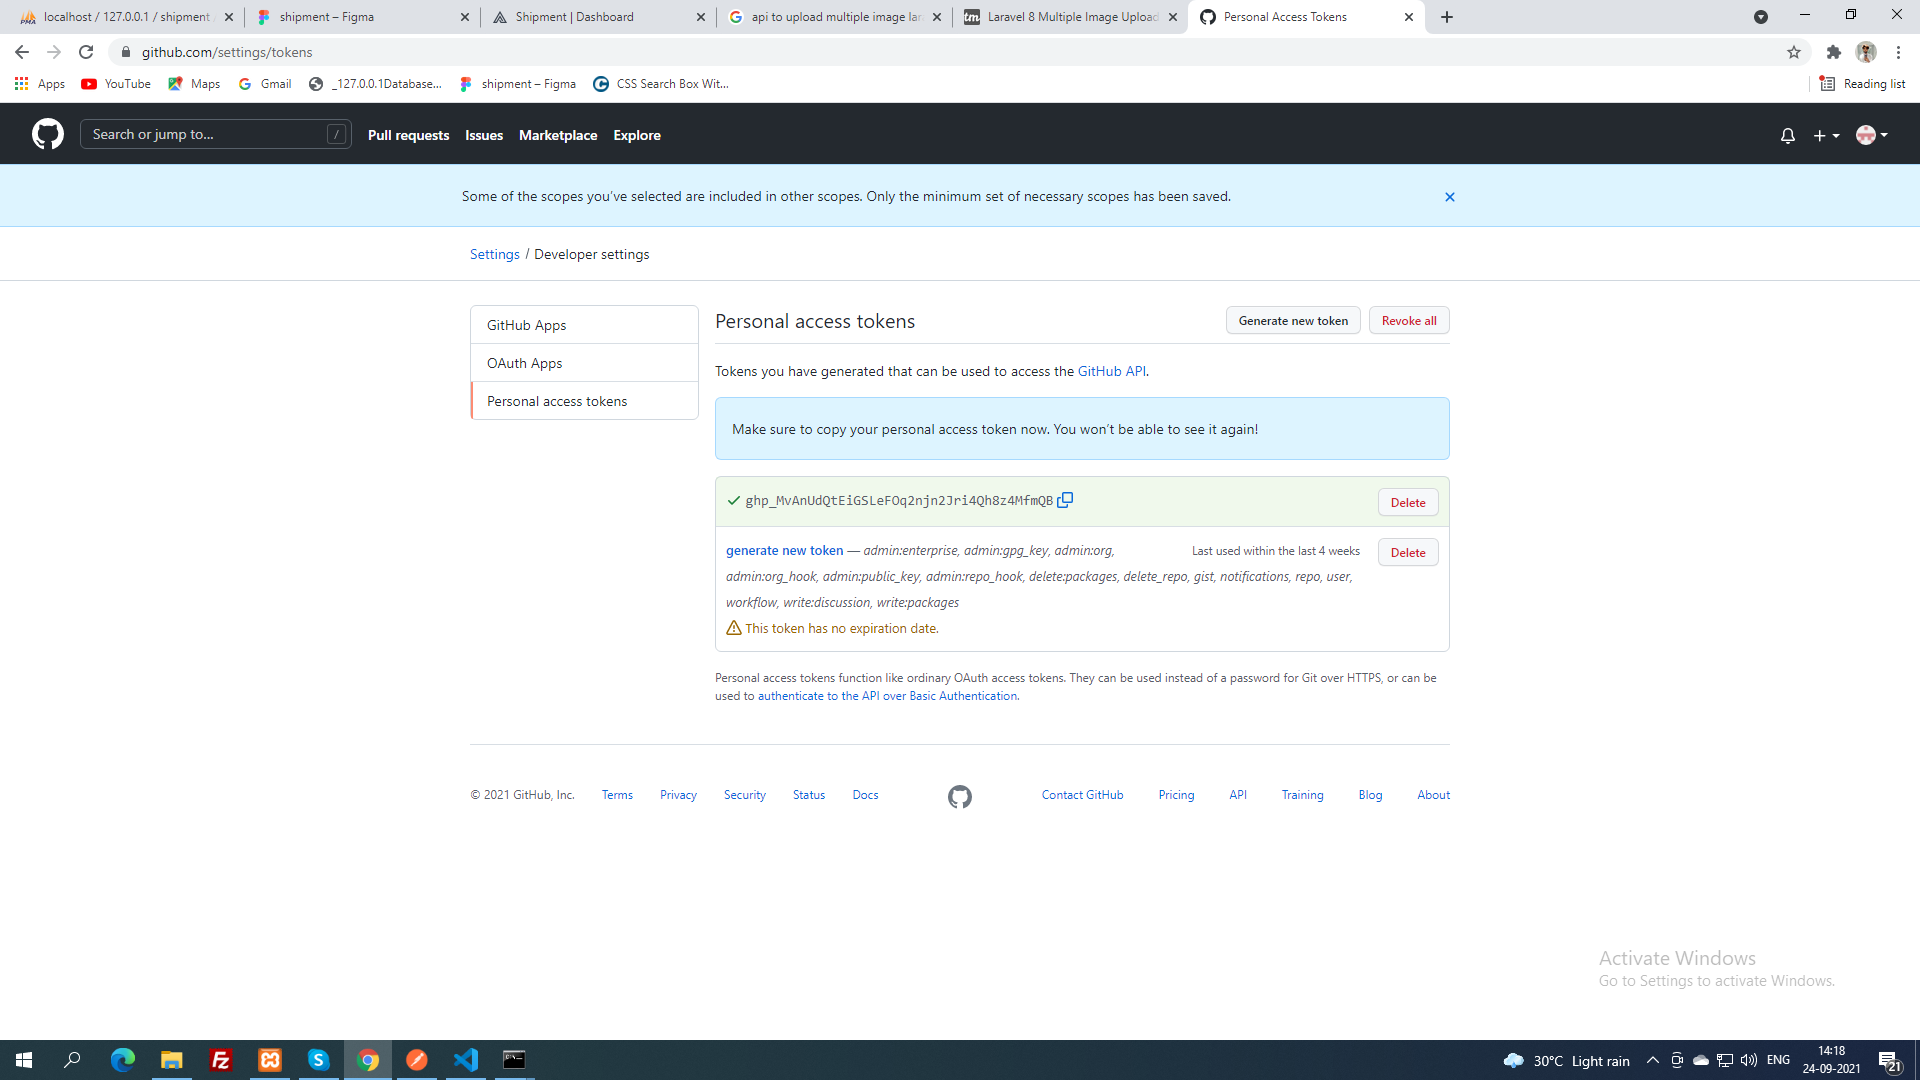 localhost / 127.0.0.1 / shipment
shipment – Figma
Shipment | Dashboard
api to upload multiple image lar
Laravel 8 Multiple Image Upload
Personal Access Tokens
github.com/settings/tokens
Apps
YouTube
Maps
Gmail
_127.0.0.1Database...
shipment – Figma
CSS Search Box Wit...
Reading list
Search or jump to...
/
Pull requests
Issues
Marketplace
Explore
Some of the scopes you’ve selected are included in other scopes. Only the minimum set of necessary scopes has been saved.
Settings / Developer settings
GitHub Apps
OAuth Apps
Personal access tokens
Personal access tokens
Generate new token
Revoke all
Tokens you have generated that can be used to access the GitHub API.
Make sure to copy your personal access token now. You won’t be able to see it again!
[access token withheld]
Delete
generate new token — admin:enterprise, admin:gpg_key, admin:org,
Last used within the last 4 weeks
Delete
admin:org_hook, admin:public_key, admin:repo_hook, delete:packages, delete_repo, gist, notifications, repo, user,
workflow, write:discussion, write:packages
This token has no expiration date.
Personal access tokens function like ordinary OAuth access tokens. They can be used instead of a password for Git over HTTPS, or can be
used to authenticate to the API over Basic Authentication.
© 2021 GitHub, Inc.
Terms
Privacy
Security
Status
Docs
Contact GitHub
Pricing
API
Training
Blog
About
Activate Windows
Go to Settings to activate Windows.
30°C Light rain
ENG
14:18
24-09-2021
21